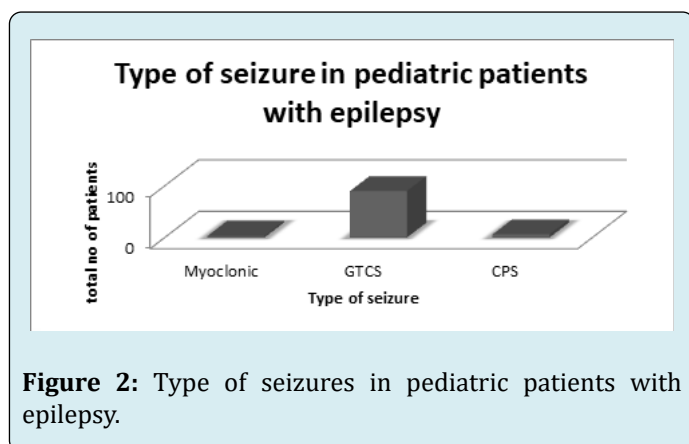 Type of seizure in pediatric patients
with epilepsy
total no of patients
100
0
Myoclonic GTCS CPS
Type of seizure
Figure 2: Type of seizures in pediatric patients with
epilepsy.